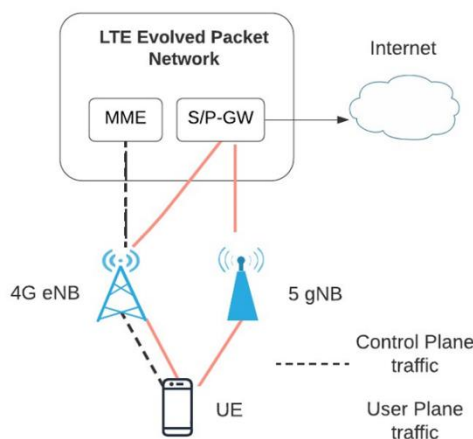 LTE Evolved Packet
Network
Internet
MME
S/P-GW
4G eNB
5 gNB
Control Plane
traffic
UE
User Plane
traffic